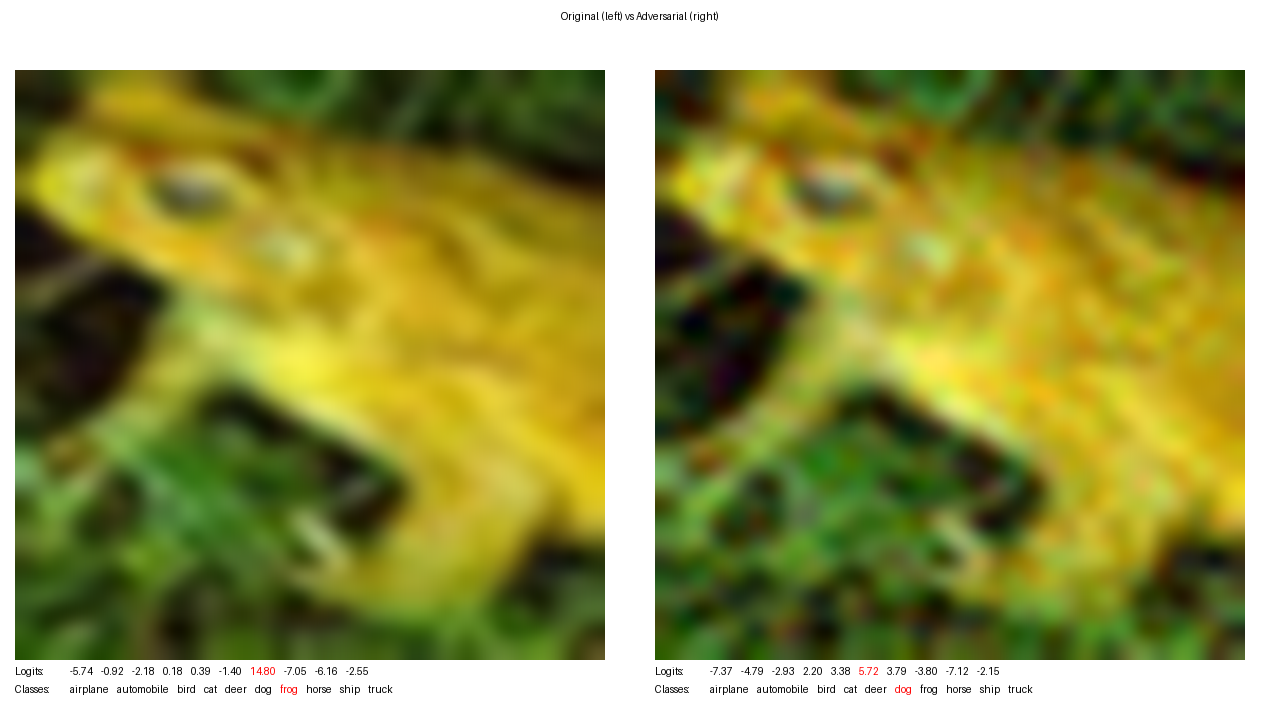 Original (left) vs Adversarial (right)
Logits: -5.74 -0.92 -2.18 0.18 0.39 -1.40 14.80 -7.05 -6.16 -2.55
Classes: airplane automobile bird cat deer dog frog horse ship truck
Logits: -7.37 -4.79 -2.93 2.20 3.38 5.72 3.79 -3.80 -7.12 -2.15
Classes: airplane automobile bird cat deer dog frog horse ship truck